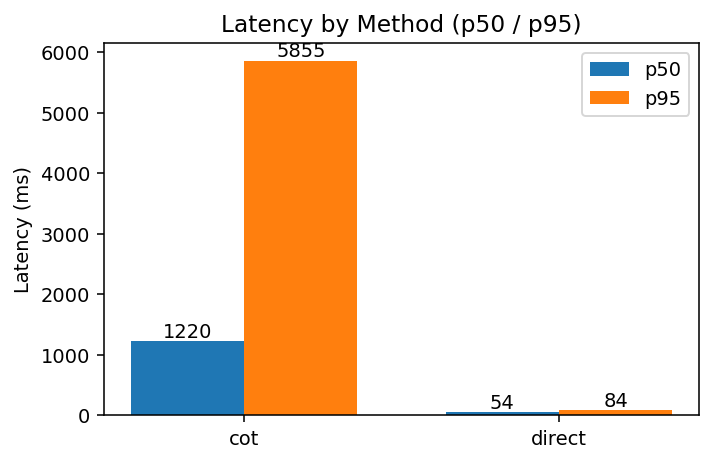 Latency by Method (p50 / p95)
Latency (ms)
6000
5000
4000
3000
2000
1000
0
5855
1220
54
84
p50
p95
cot
direct